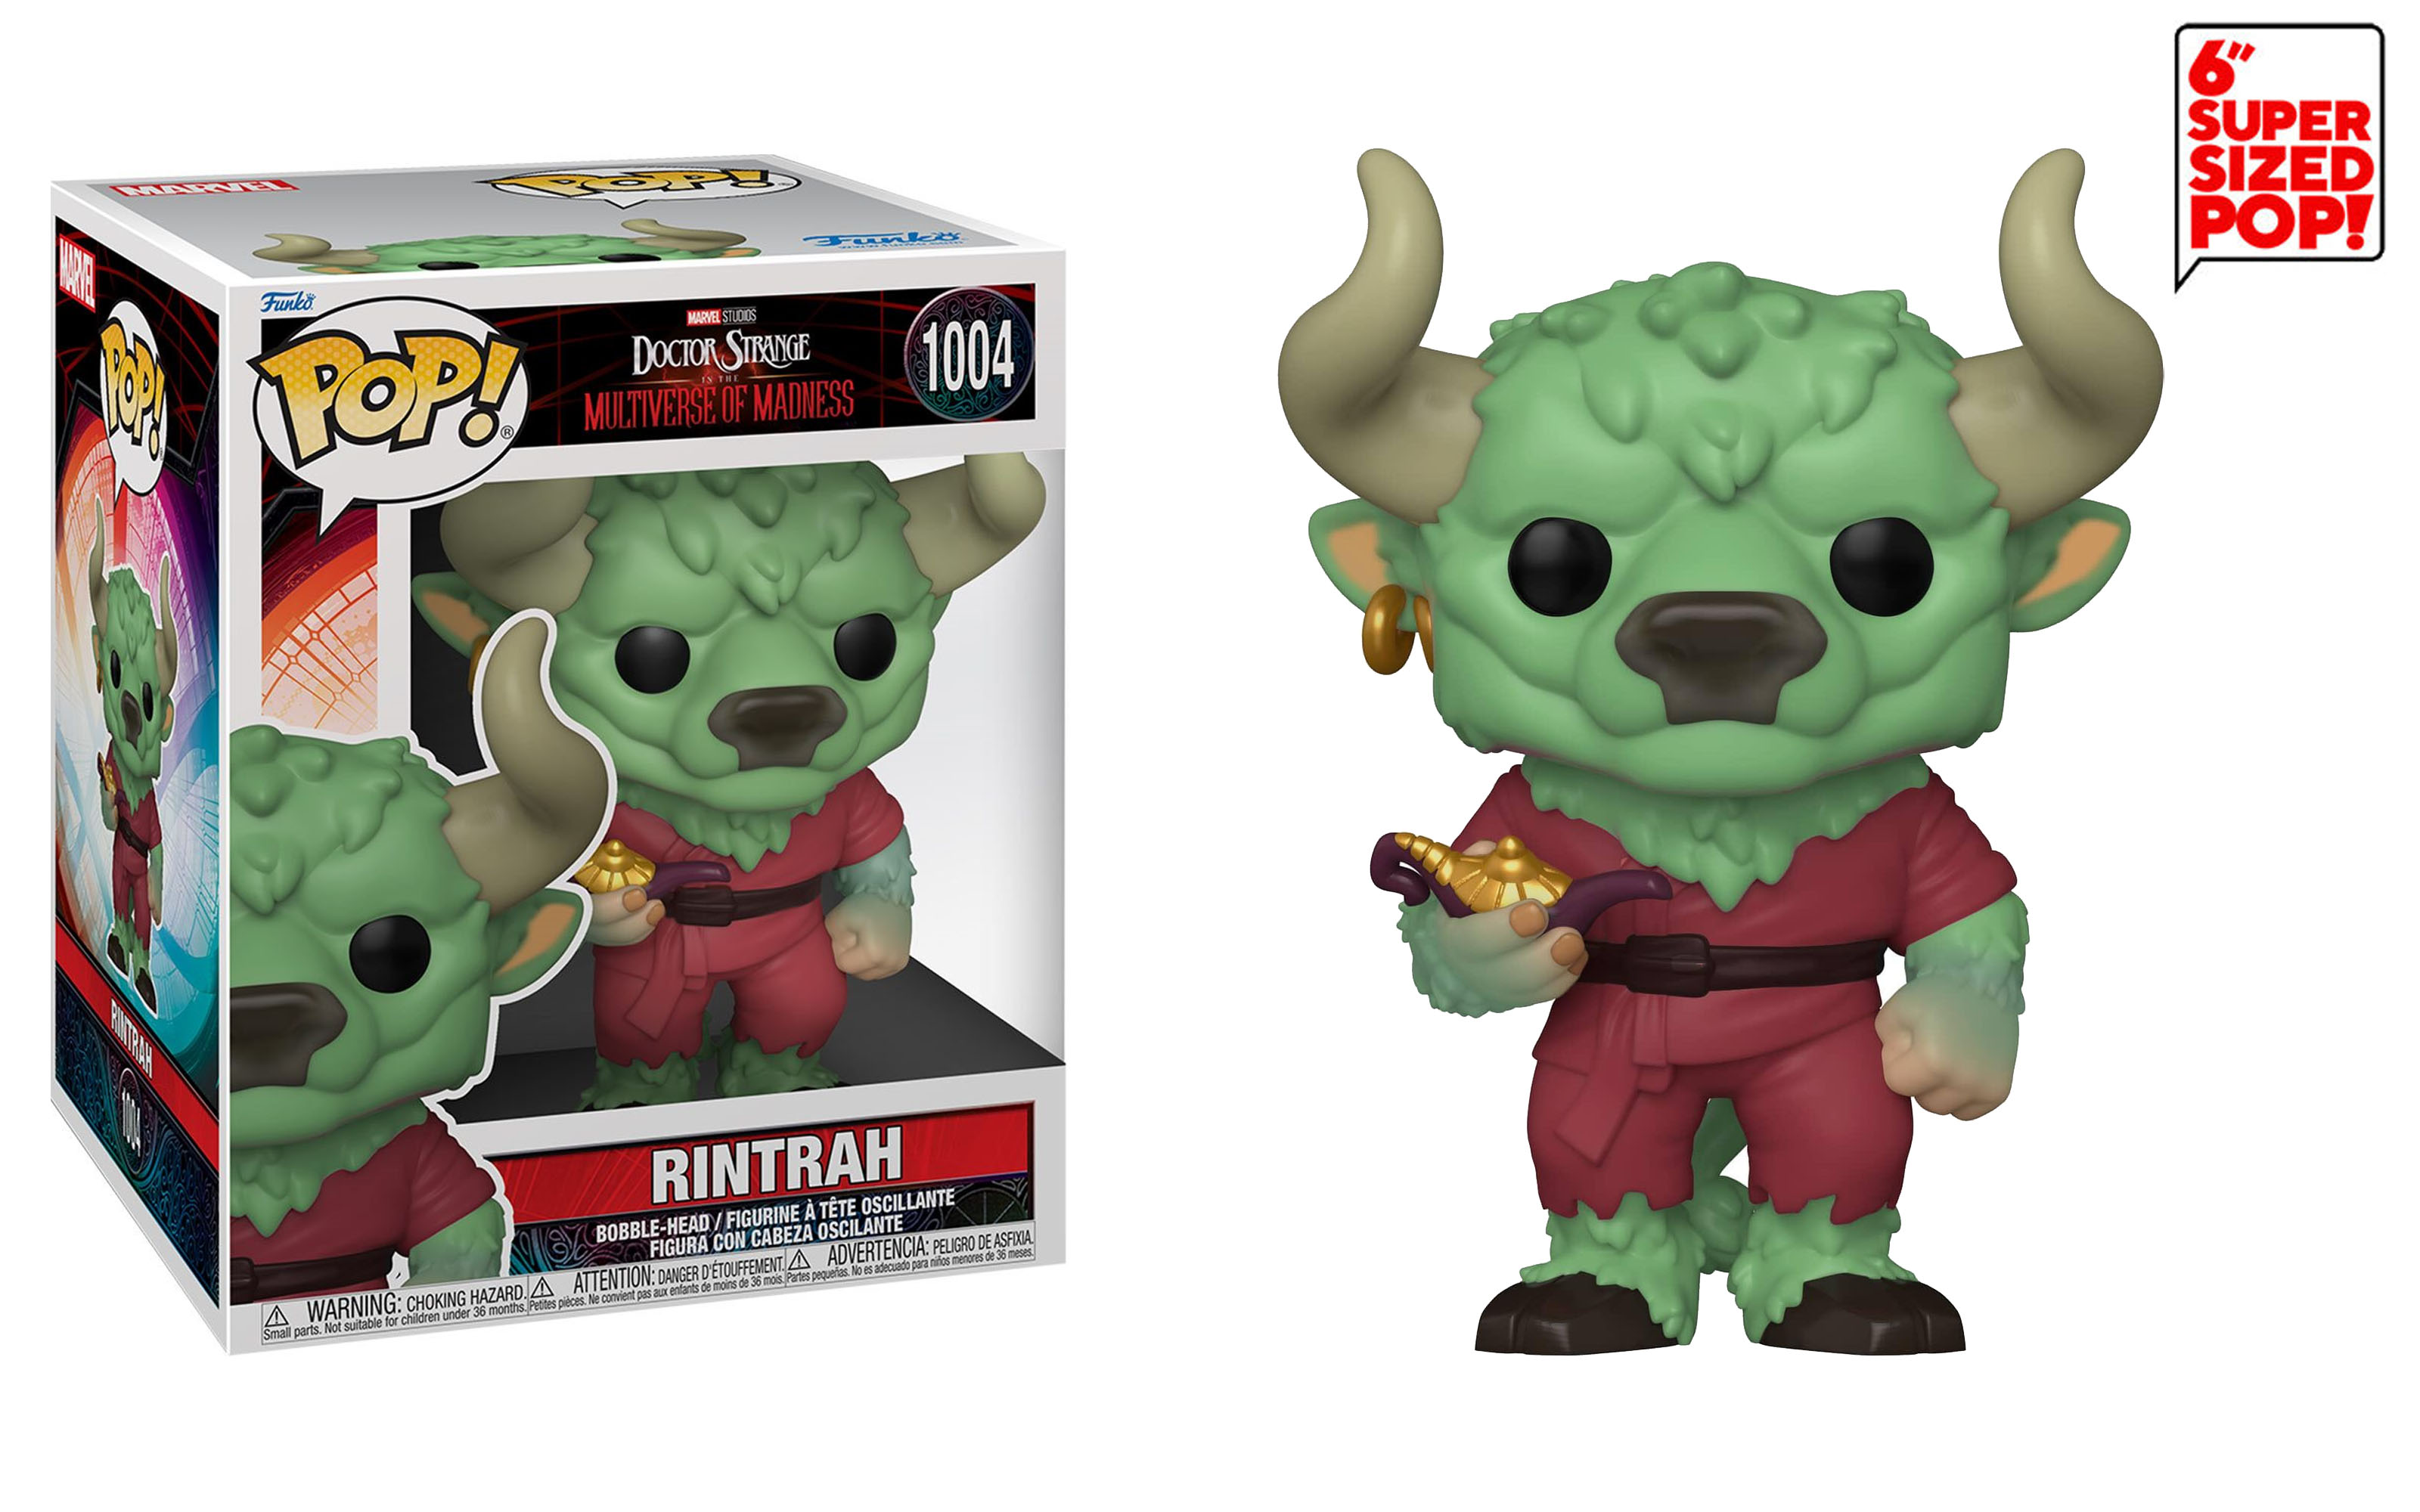 6"
SUPER
SIZED
POP!
MARVEL
POP!
Funko
MARVEL
POP!
RINTRAH
1004
Funko
POP!®
MARVEL STUDIOS
DOCTOR STRANGE
IN THE
MULTIVERSE OF MADNESS
1004
RINTRAH
BOBBLE-HEAD / FIGURINE À TÊTE OSCILLANTE
FIGURA CON CABEZA OSCILANTE
WARNING: CHOKING HAZARD.
Small parts. Not suitable for children under 36 months.
ATTENTION: DANGER D'ÉTOUFFEMENT.
Petites pièces. Ne convient pas aux enfants de moins de 36 mois.
ADVERTENCIA: PELIGRO DE ASFIXIA.
Partes pequeñas. No es adecuado para niños menores de 36 meses.